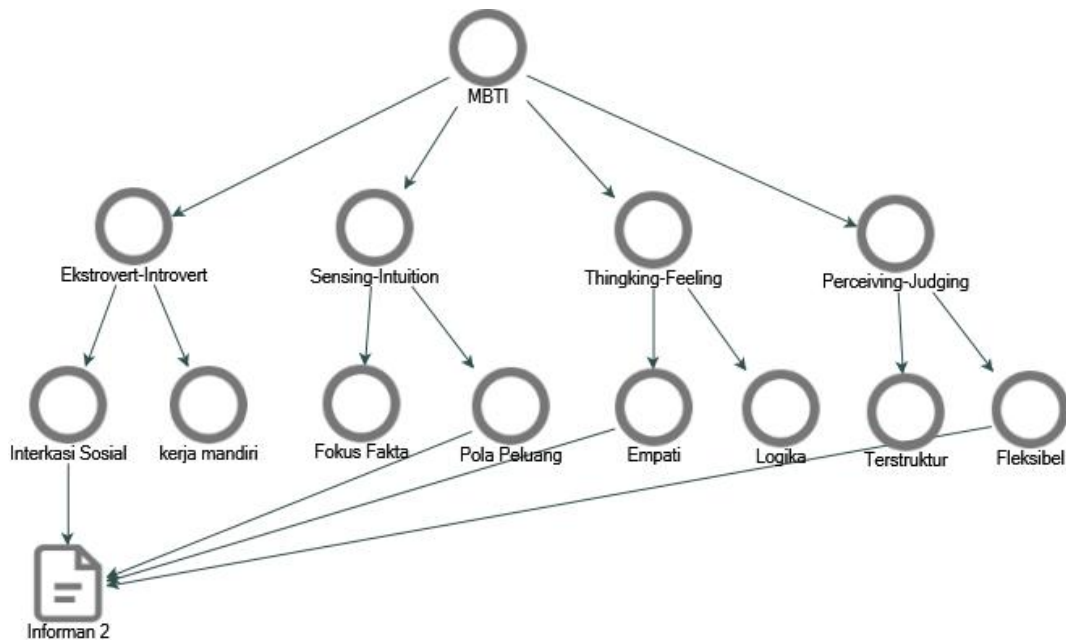 MBTI
Ekstrovert-Introvert
Sensing-Intuition
Thingking-Feeling
Perceiving-Judging
Interkasi Sosial
kerja mandiri
Fokus Fakta
Pola Peluang
Empati
Logika
Terstruktur
Fleksibel
Informan 2